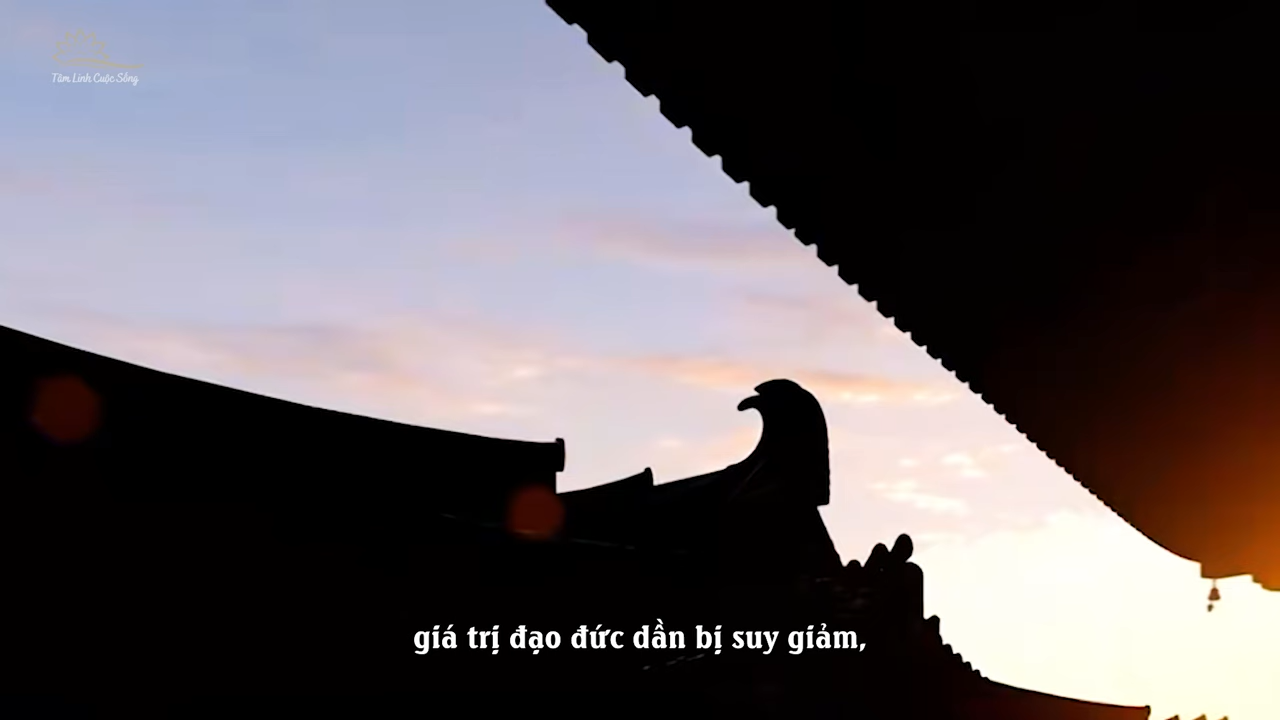 Tâm Linh Cuộc Sống
giá trị đạo đức dần bị suy giảm,